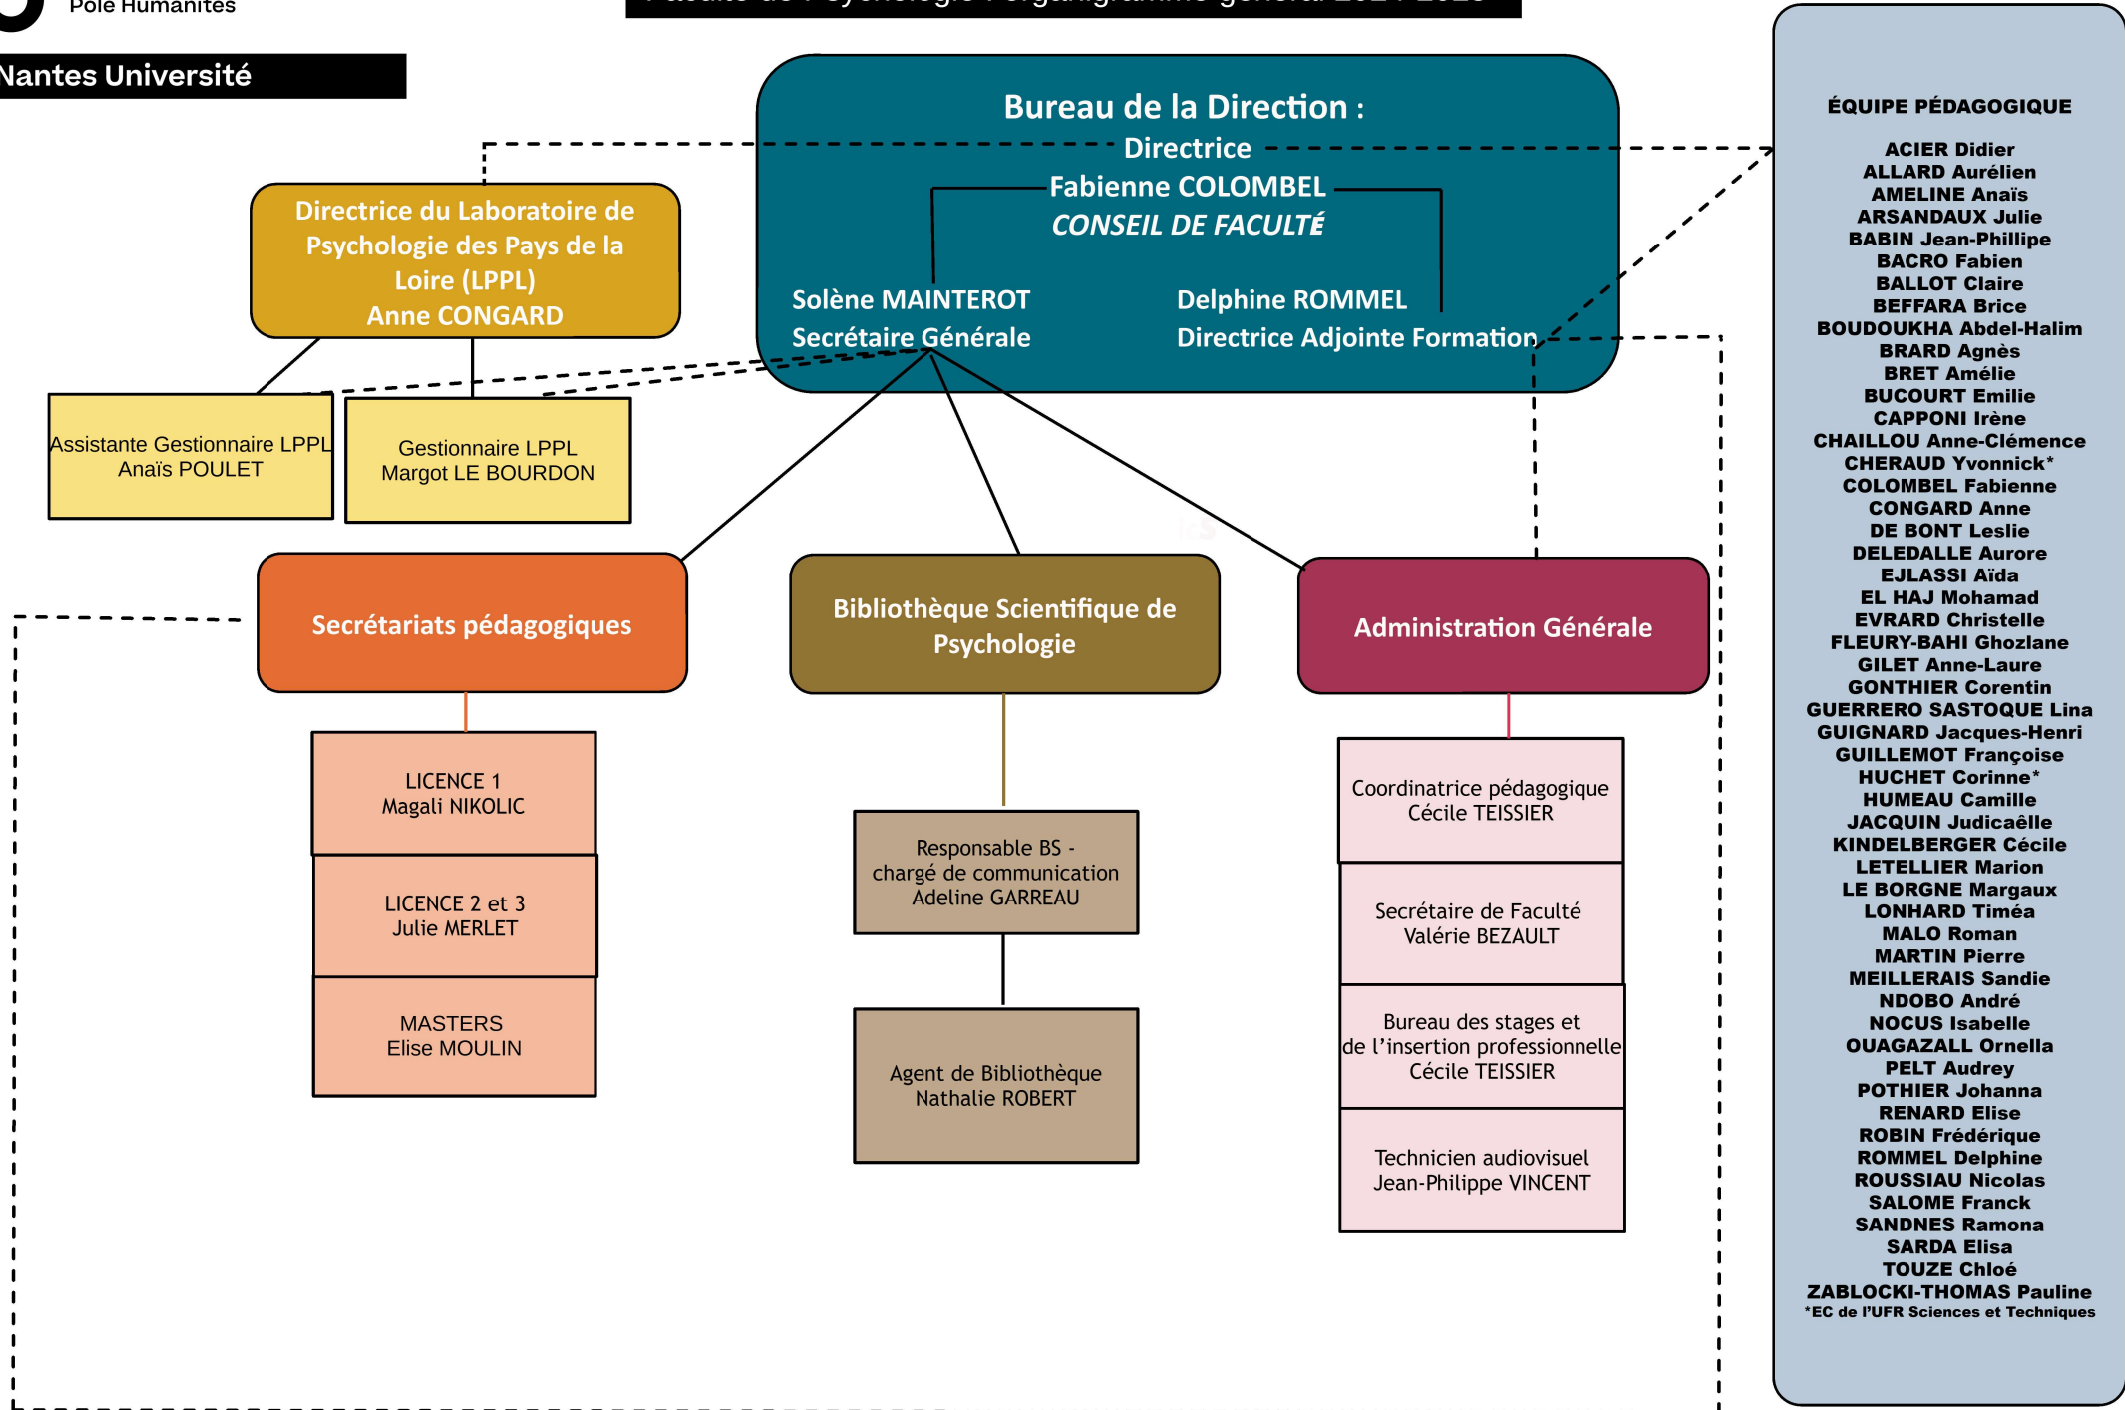 Pôle Humanités
Faculté de Psychologie : organigramme général 2024-2025
Nantes Université
Bureau de la Direction :
Directrice
Fabienne COLOMBEL
CONSEIL DE FACULTÉ
Solène MAINTEROT
Secrétaire Générale
Delphine ROMMEL
Directrice Adjointe Formation
Directrice du Laboratoire de
Psychologie des Pays de la
Loire (LPPL)
Anne CONGARD
Assistante Gestionnaire LPPL
Anaïs POULET
Gestionnaire LPPL
Margot LE BOURDON
Secrétariats pédagogiques
LICENCE 1
Magali NIKOLIC
LICENCE 2 et 3
Julie MERLET
MASTERS
Elise MOULIN
Bibliothèque Scientifique de
Psychologie
Responsable BS -
chargé de communication
Adeline GARREAU
Agent de Bibliothèque
Nathalie ROBERT
Administration Générale
Coordinatrice pédagogique
Cécile TEISSIER
Secrétaire de Faculté
Valérie BEZAULT
Bureau des stages et
de l'insertion professionnelle
Cécile TEISSIER
Technicien audiovisuel
Jean-Philippe VINCENT
ÉQUIPE PÉDAGOGIQUE
ACIER Didier
ALLARD Aurélien
AMELINE Anaïs
ARSANDAUX Julie
BABIN Jean-Phillipe
BACRO Fabien
BALLOT Claire
BEFFARA Brice
BOUDOUKHA Abdel-Halim
BRARD Agnès
BRET Amélie
BUCOURT Emilie
CAPPONI Irène
CHAILLOU Anne-Clémence
CHERAUD Yvonnick*
COLOMBEL Fabienne
CONGARD Anne
DE BONT Leslie
DELEDALLE Aurore
EJLASSI Aïda
EL HAJ Mohamad
EVRARD Christelle
FLEURY-BAHI Ghozlane
GILET Anne-Laure
GONTHIER Corentin
GUERRERO SASTOQUE Lina
GUIGNARD Jacques-Henri
GUILLEMOT Françoise
HUCHET Corinne*
HUMEAU Camille
JACQUIN Judicaêlle
KINDELBERGER Cécile
LETELLIER Marion
LE BORGNE Margaux
LONHARD Timéa
MALO Roman
MARTIN Pierre
MEILLERAIS Sandie
NDOBO André
NOCUS Isabelle
OUAGAZALL Ornella
PELT Audrey
POTHIER Johanna
RENARD Elise
ROBIN Frédérique
ROMMEL Delphine
ROUSSIAU Nicolas
SALOME Franck
SANDNES Ramona
SARDA Elisa
TOUZE Chloé
ZABLOCKI-THOMAS Pauline
*EC de l'UFR Sciences et Techniques